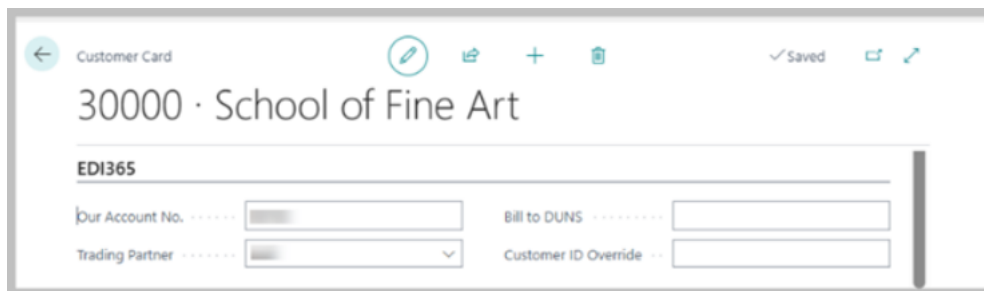 Customer Card
Saved
30000 · School of Fine Art
EDI365
Our Account No.
Bill to DUNS
Trading Partner
Customer ID Override